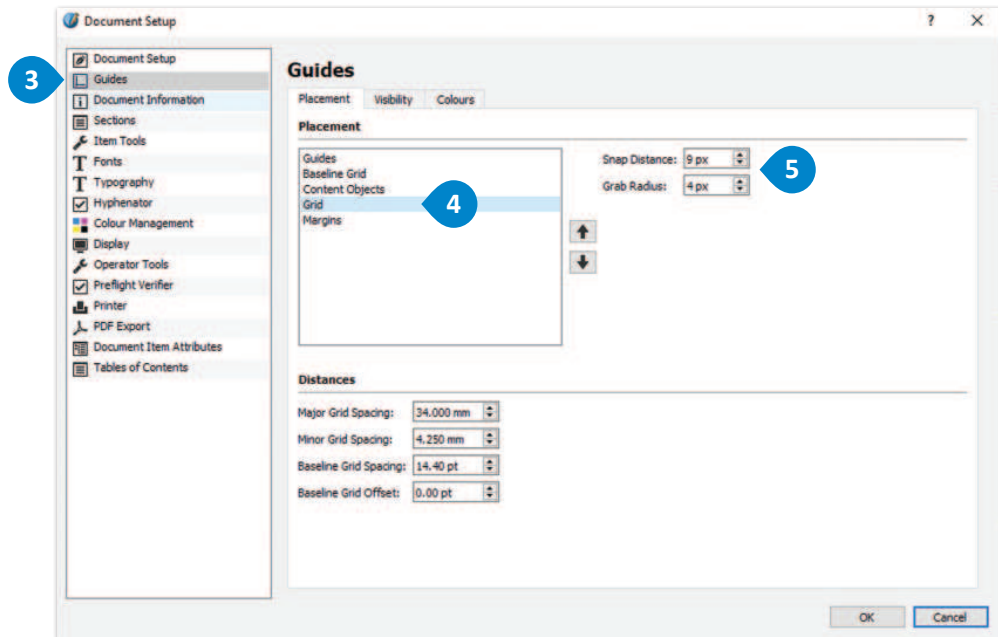 Document Setup
?
3
Document Setup
Guides
Document Information
Sections
Item Tools
Fonts
Typography
Hyphenator
Colour Management
Display
Operator Tools
Preflight Verifier
Printer
PDF Export
Document Item Attributes
Tables of Contents
Guides
Placement Visibility Colours
Placement
Guides
Baseline Grid
Content Objects
Grid
Margins
4
Snap Distance: 9 px
Grab Radius: 4 px
5
Distances
Major Grid Spacing: 34.000 mm
Minor Grid Spacing: 4.250 mm
Baseline Grid Spacing: 14.40 pt
Baseline Grid Offset: 0.00 pt
OK Cancel